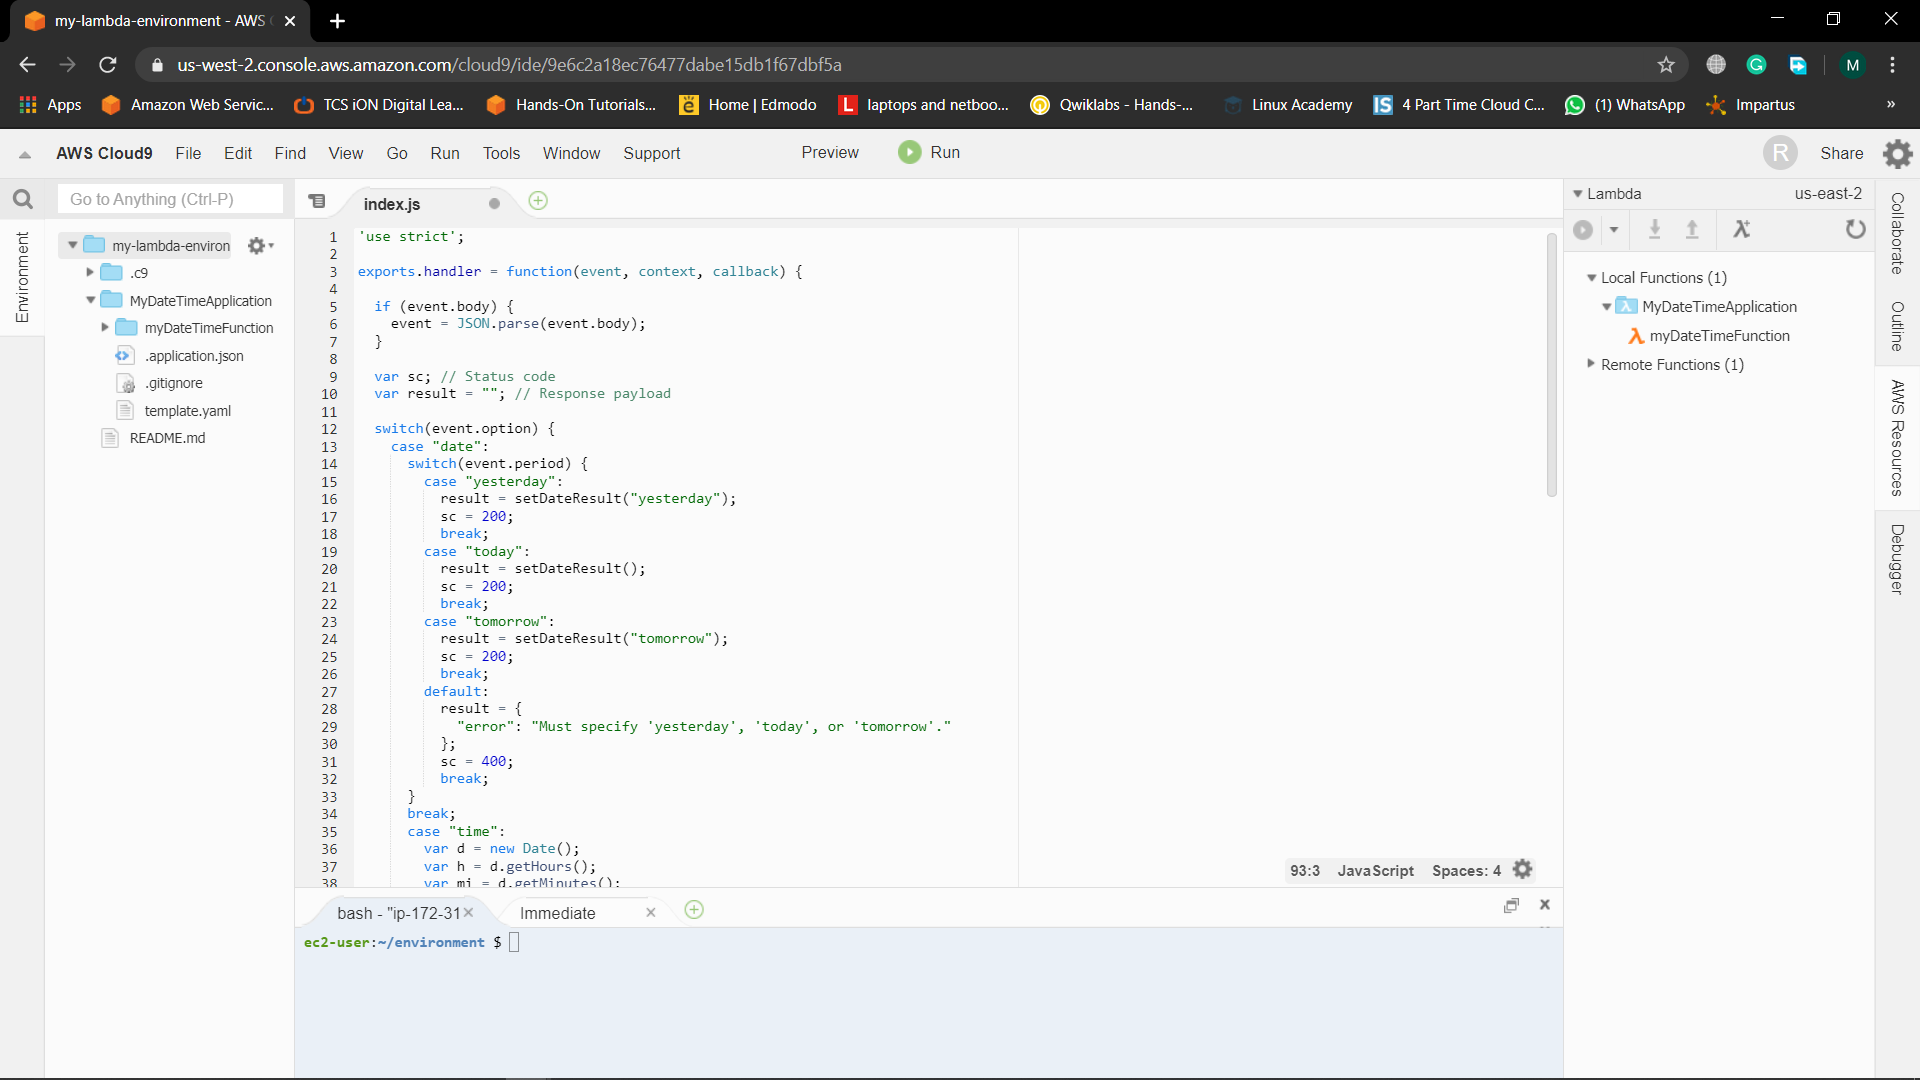 my-lambda-environment - AWS C
us-west-2.console.aws.amazon.com/cloud9/ide/9e6c2a18ec76477dabe15db1f67dbf5a
M
Apps Amazon Web Servic... TCS iON Digital Lea... Hands-On Tutorials... é Home | Edmodo L laptops and netboo... Qwiklabs - Hands-... Linux Academy IS 4 Part Time Cloud C... (1) WhatsApp Impartus »
AWS Cloud9 File Edit Find View Go Run Tools Window Support Preview Run R Share
Go to Anything (Ctrl-P)
Environment
my-lambda-environ
.c9
MyDateTimeApplication
myDateTimeFunction
.application.json
.gitignore
template.yaml
README.md
index.js
1 'use strict';
2
3 exports.handler = function(event, context, callback) {
4
5 if (event.body) {
6 event = JSON.parse(event.body);
7 }
8
9 var sc; // Status code
10 var result = ""; // Response payload
11
12 switch(event.option) {
13 case "date":
14 switch(event.period) {
15 case "yesterday":
16 result = setDateResult("yesterday");
17 sc = 200;
18 break;
19 case "today":
20 result = setDateResult();
21 sc = 200;
22 break;
23 case "tomorrow":
24 result = setDateResult("tomorrow");
25 sc = 200;
26 break;
27 default:
28 result = {
29 "error": "Must specify 'yesterday', 'today', or 'tomorrow'."
30 };
31 sc = 400;
32 break;
33 }
34 break;
35 case "time":
36 var d = new Date();
37 var h = d.getHours();
38 var mi = d.getMinutes();
93:3 JavaScript Spaces: 4
bash - "ip-172-31 Immediate
ec2-user:~/environment $
Lambda us-east-2
Local Functions (1)
MyDateTimeApplication
myDateTimeFunction
Remote Functions (1)
Collaborate
Outline
AWS Resources
Debugger